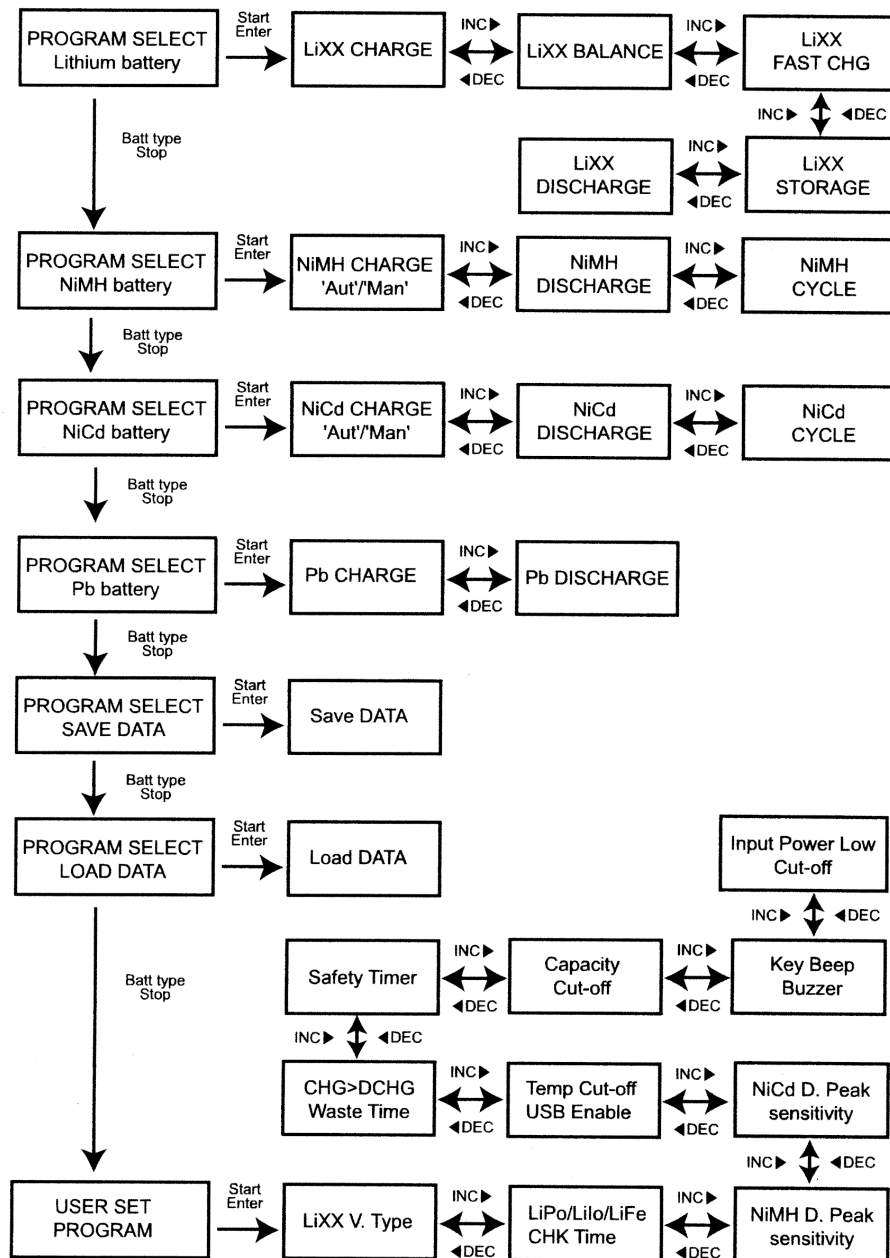 PROGRAM SELECT
Lithium battery
Start
Enter
LiXX CHARGE
INC▶
◀DEC
LiXX BALANCE
INC▶
◀DEC
LiXX
FAST CHG
INC▶ ◀DEC
Batt type
Stop
LiXX
DISCHARGE
INC▶
◀DEC
LiXX
STORAGE
PROGRAM SELECT
NiMH battery
Start
Enter
NiMH CHARGE
'Aut'/'Man'
INC▶
◀DEC
NiMH
DISCHARGE
INC▶
◀DEC
NiMH
CYCLE
Batt type
Stop
PROGRAM SELECT
NiCd battery
Start
Enter
NiCd CHARGE
'Aut'/'Man'
INC▶
◀DEC
NiCd
DISCHARGE
INC▶
◀DEC
NiCd
CYCLE
Batt type
Stop
PROGRAM SELECT
Pb battery
Start
Enter
Pb CHARGE
INC▶
◀DEC
Pb DISCHARGE
Batt type
Stop
PROGRAM SELECT
SAVE DATA
Start
Enter
Save DATA
Batt type
Stop
PROGRAM SELECT
LOAD DATA
Start
Enter
Load DATA
Input Power Low
Cut-off
INC▶ ◀DEC
Batt type
Stop
Safety Timer
INC▶
◀DEC
Capacity
Cut-off
INC▶
◀DEC
Key Beep
Buzzer
INC▶ ◀DEC
CHG>DCHG
Waste Time
INC▶
◀DEC
Temp Cut-off
USB Enable
INC▶
◀DEC
NiCd D. Peak
sensitivity
INC▶ ◀DEC
USER SET
PROGRAM
Start
Enter
LiXX V. Type
INC▶
◀DEC
LiPo/LiIo/LiFe
CHK Time
INC▶
◀DEC
NiMH D. Peak
sensitivity